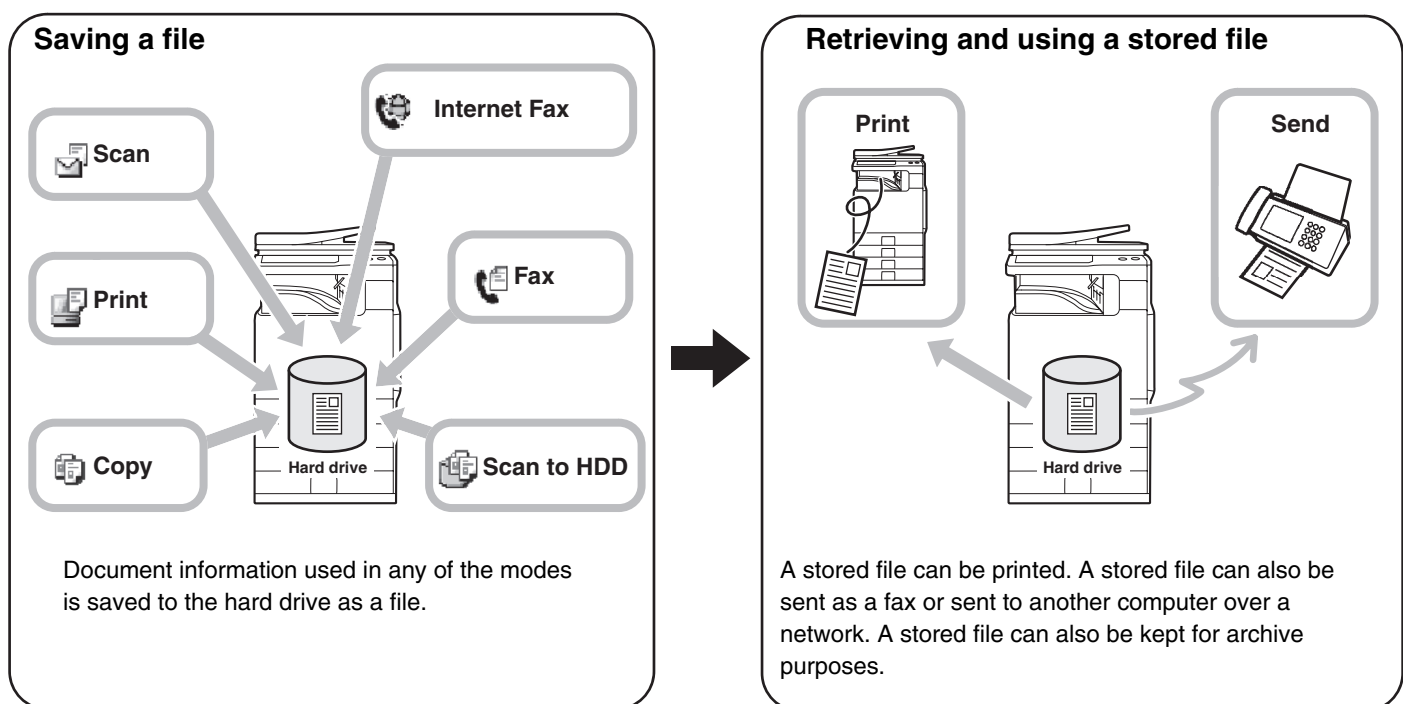 Saving a file
Internet Fax
Scan
Fax
Print
Copy
Scan to HDD
Hard drive
Document information used in any of the modes
is saved to the hard drive as a file.
Retrieving and using a stored file
Print
Send
Hard drive
A stored file can be printed. A stored file can also be
sent as a fax or sent to another computer over a
network. A stored file can also be kept for archive
purposes.